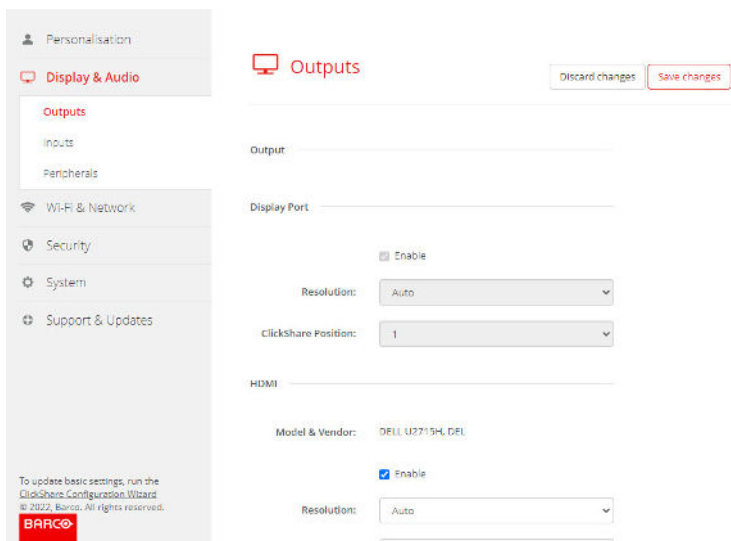 Personalisation
Display & Audio
Outputs
Inputs
Peripherals
Wi-Fi & Network
Security
System
Support & Updates
To update basic settings, run the
ClickShare Configuration Wizard
© 2022, Barco. All rights reserved.
BARCO
Outputs
Discard changes
Save changes
Output
Display Port
Enable
Resolution: Auto
ClickShare Position: 1
HDMI
Model & Vendor: DELL U2715H, DEL
Enable
Resolution: Auto